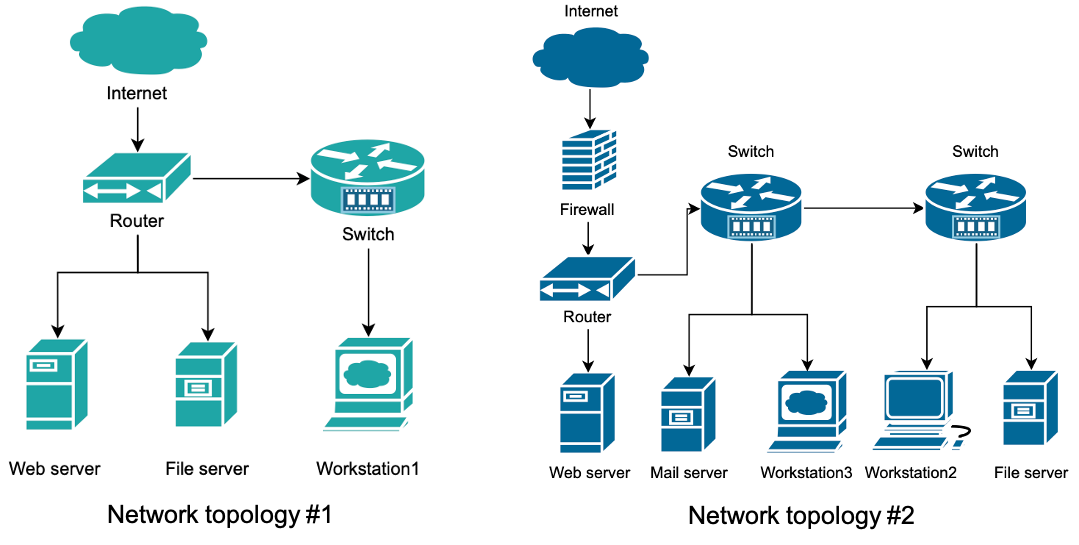 Internet
Router
Switch
Web server
File server
Workstation1
Network topology #1
Internet
Firewall
Switch
Switch
Router
Web server
Mail server
Workstation3
Workstation2
File server
Network topology #2